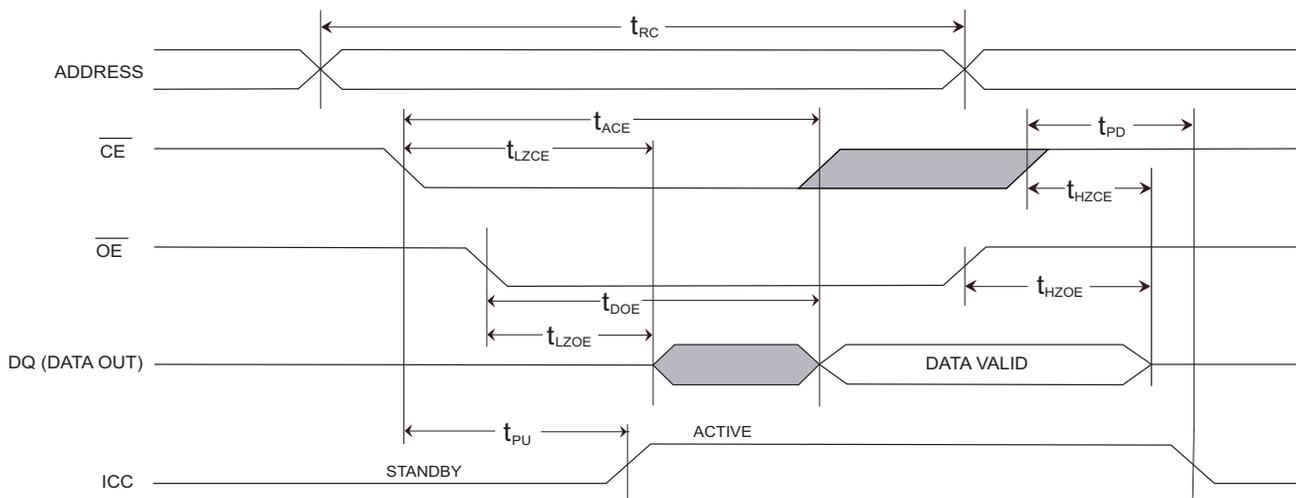 tRC
ADDRESS
tACE
tPD
CE
tLZCE
tHZCE
OE
tHZOE
tDOE
tLZOE
DQ (DATA OUT)
DATA VALID
tPU
ACTIVE
STANDBY
ICC